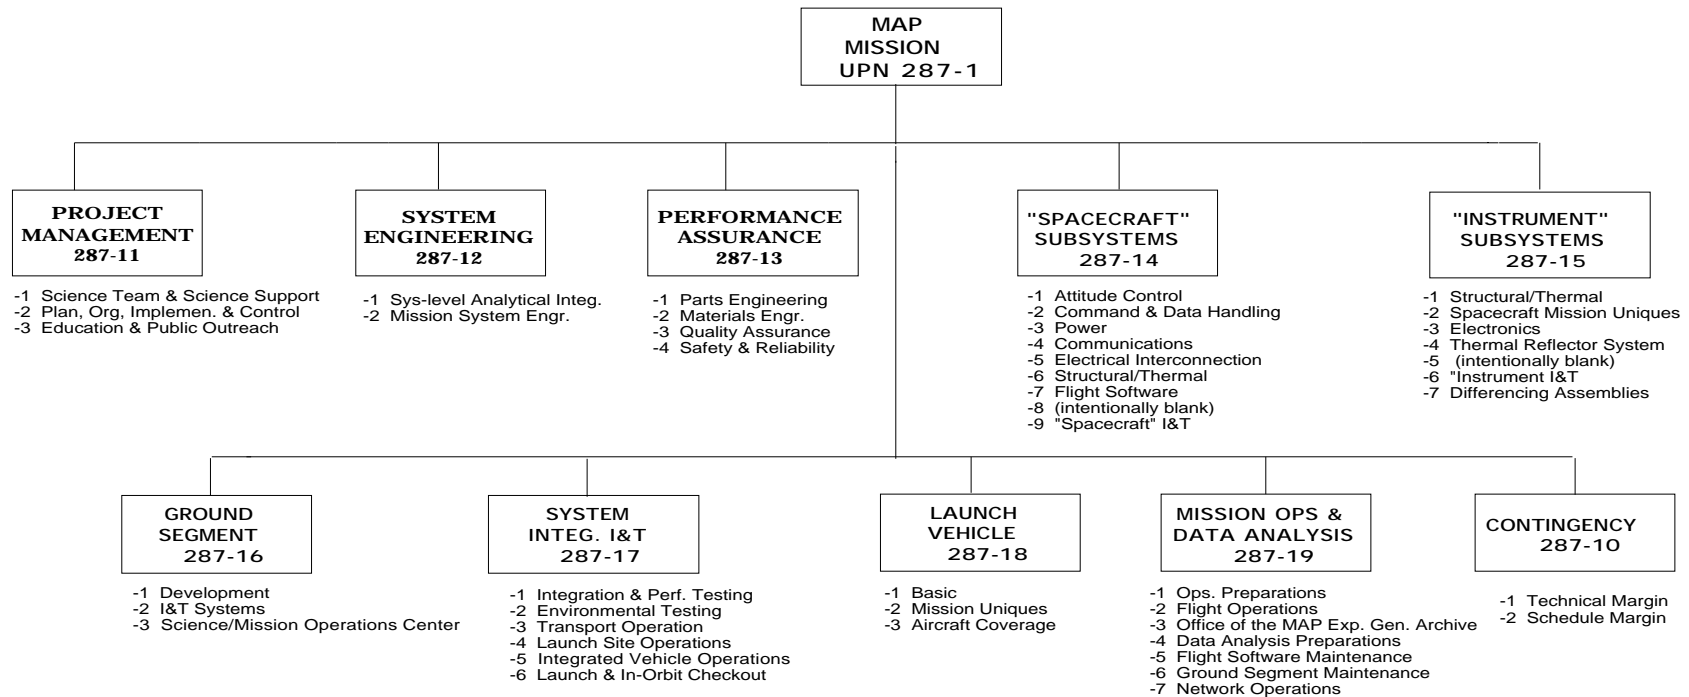 MAP
MISSION
UPN 287-1
PROJECT
MANAGEMENT
287-11
-1 Science Team & Science Support
-2 Plan, Org, Implemen. & Control
-3 Education & Public Outreach
SYSTEM
ENGINEERING
287-12
-1 Sys-level Analytical Integ.
-2 Mission System Engr.
PERFORMANCE
ASSURANCE
287-13
-1 Parts Engineering
-2 Materials Engr.
-3 Quality Assurance
-4 Safety & Reliability
"SPACECRAFT"
SUBSYSTEMS
287-14
-1 Attitude Control
-2 Command & Data Handling
-3 Power
-4 Communications
-5 Electrical Interconnection
-6 Structural/Thermal
-7 Flight Software
-8 (intentionally blank)
-9 "Spacecraft" I&T
"INSTRUMENT"
SUBSYSTEMS
287-15
-1 Structural/Thermal
-2 Spacecraft Mission Uniques
-3 Electronics
-4 Thermal Reflector System
-5 (intentionally blank)
-6 "Instrument I&T
-7 Differencing Assemblies
GROUND
SEGMENT
287-16
-1 Development
-2 I&T Systems
-3 Science/Mission Operations Center
SYSTEM
INTEG. I&T
287-17
-1 Integration & Perf. Testing
-2 Environmental Testing
-3 Transport Operation
-4 Launch Site Operations
-5 Integrated Vehicle Operations
-6 Launch & In-Orbit Checkout
LAUNCH
VEHICLE
287-18
-1 Basic
-2 Mission Uniques
-3 Aircraft Coverage
MISSION OPS &
DATA ANALYSIS
287-19
-1 Ops. Preparations
-2 Flight Operations
-3 Office of the MAP Exp. Gen. Archive
-4 Data Analysis Preparations
-5 Flight Software Maintenance
-6 Ground Segment Maintenance
-7 Network Operations
CONTINGENCY
287-10
-1 Technical Margin
-2 Schedule Margin